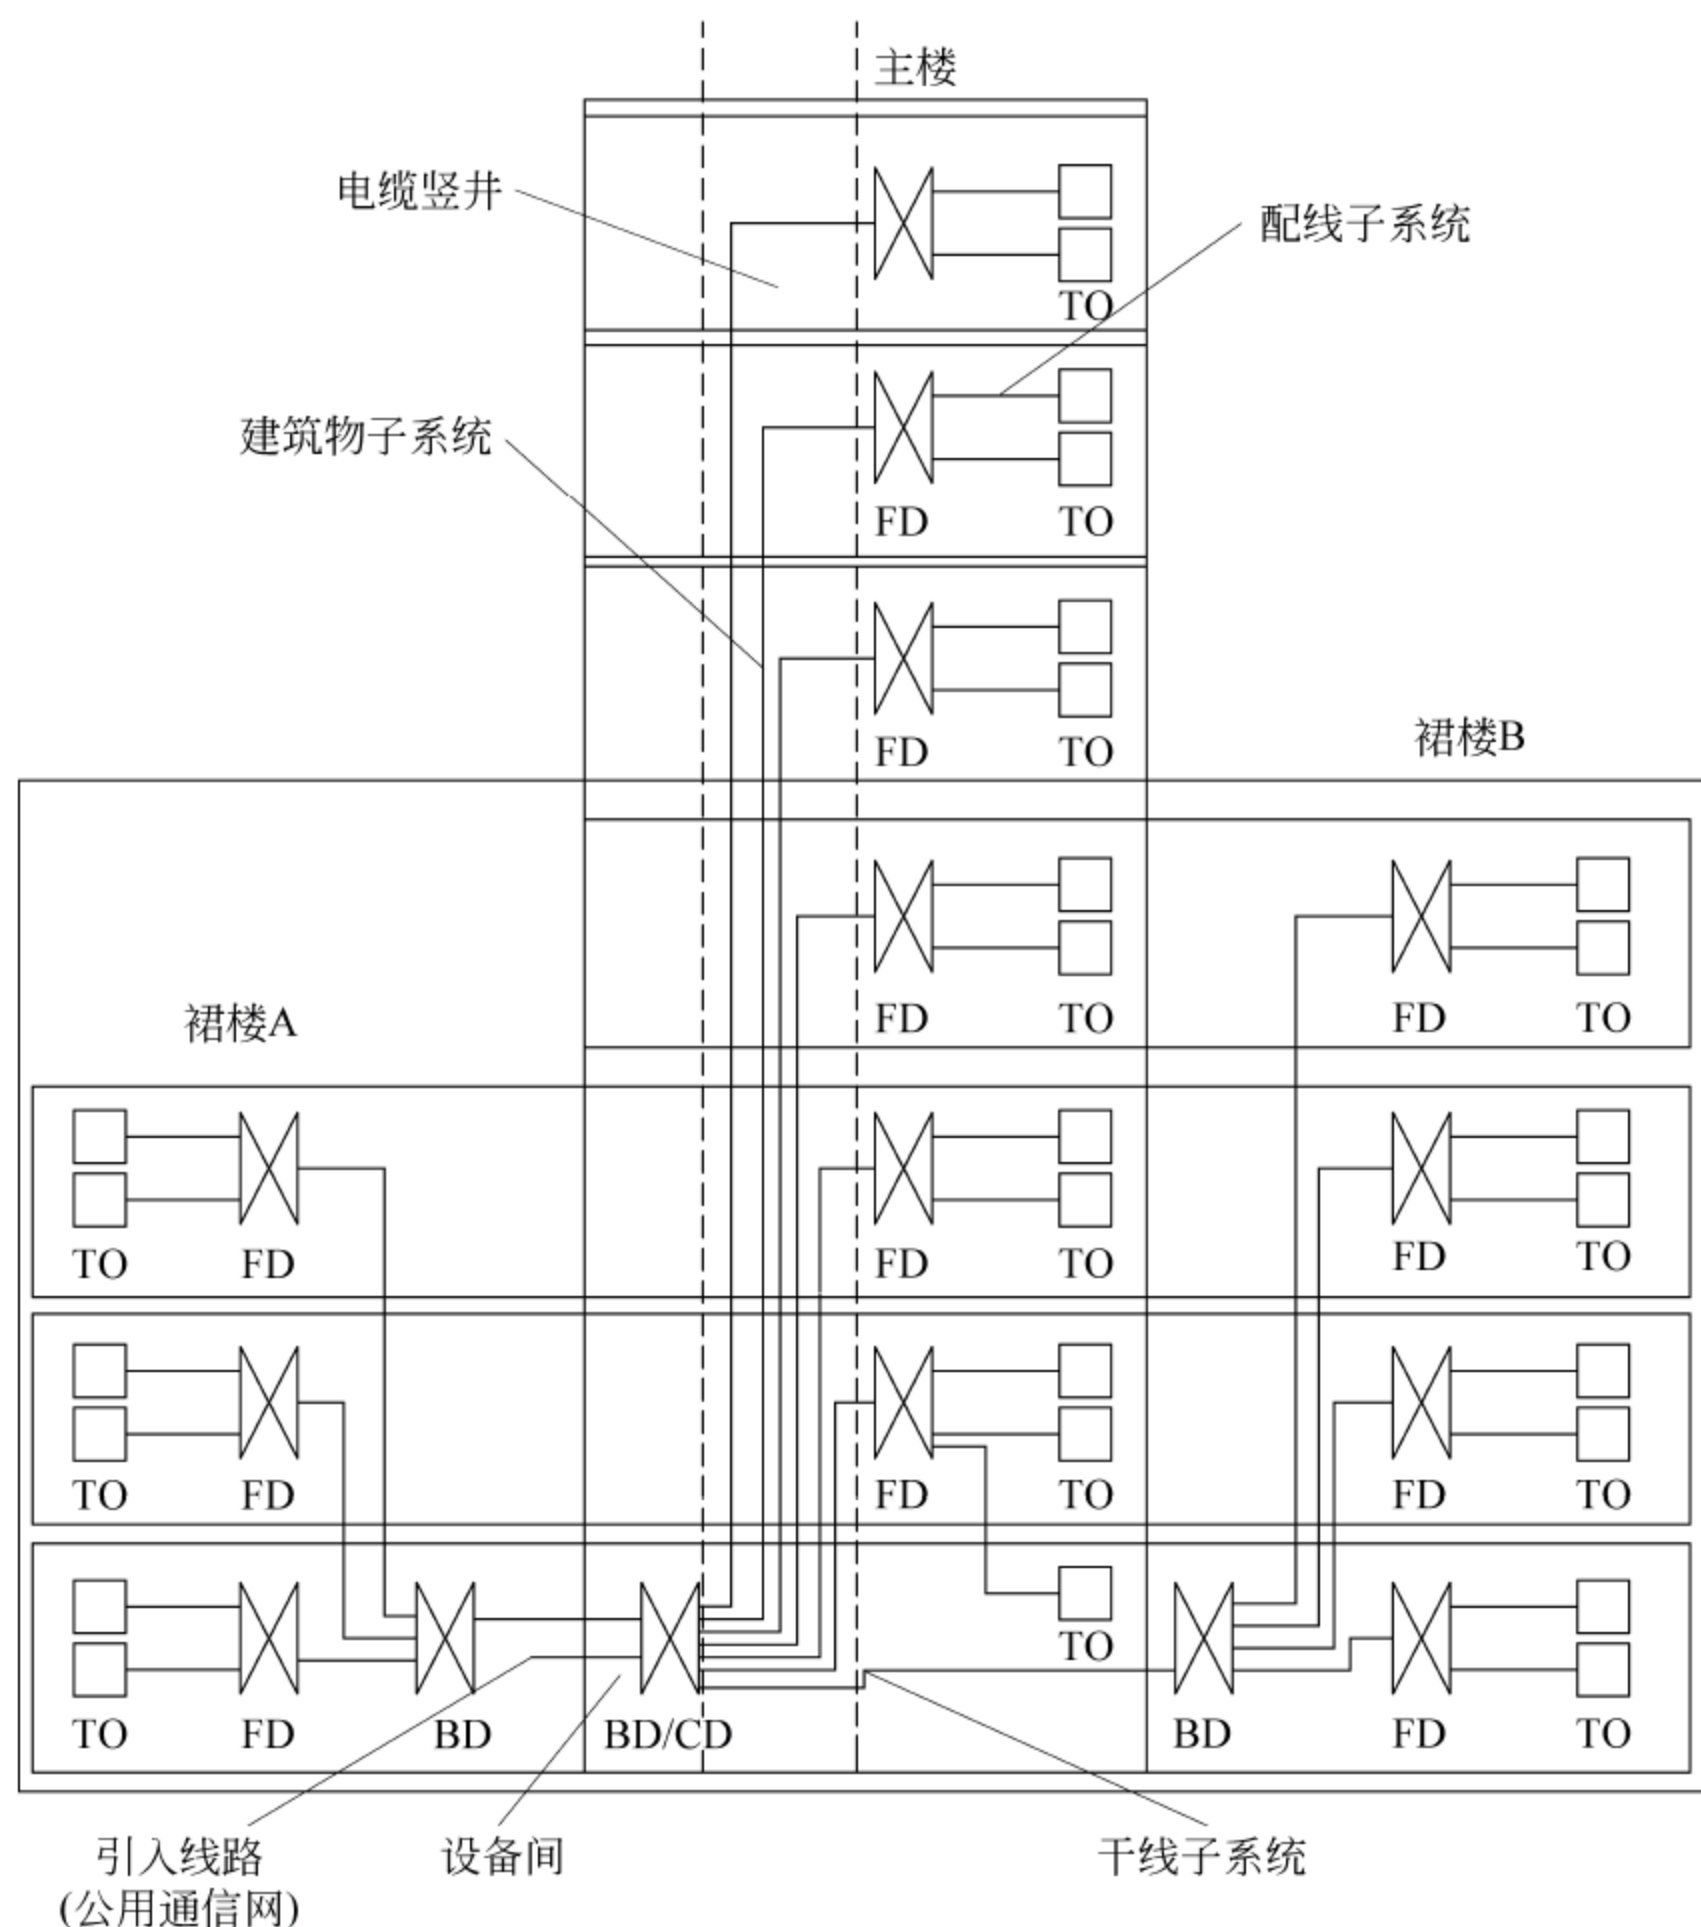 主楼
电缆竖井
配线子系统
TO
建筑物子系统
FD TO
FD TO
裙楼B
FD TO FD TO
裙楼A
TO FD FD TO FD TO
TO FD FD TO FD TO
TO
TO FD BD BD/CD BD FD TO
引入线路 设备间 干线子系统
(公用通信网)